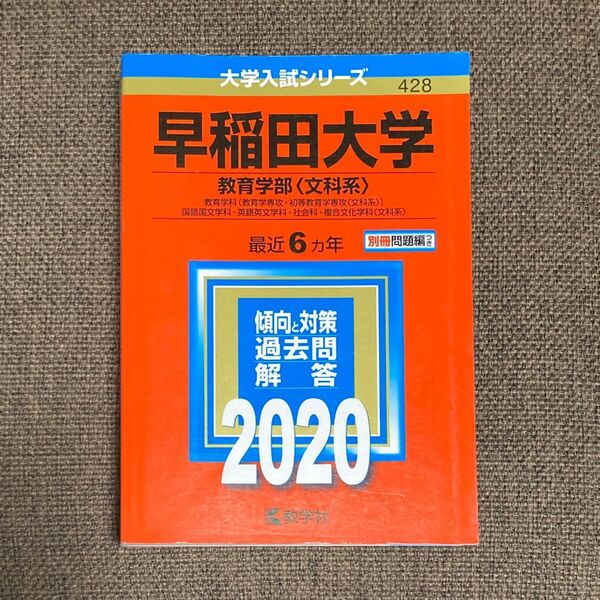 大学入試シリーズ
428
早稲田大学
教育学部〈文科系〉
教育学科(教育学専攻・初等教育学専攻〈文科系〉)
国語国文学科・英語英文学科・社会科・複合文化学科〈文科系〉
最近6ヵ年
別冊問題編つき
傾向と対策
過去問
解答
2020
教学社